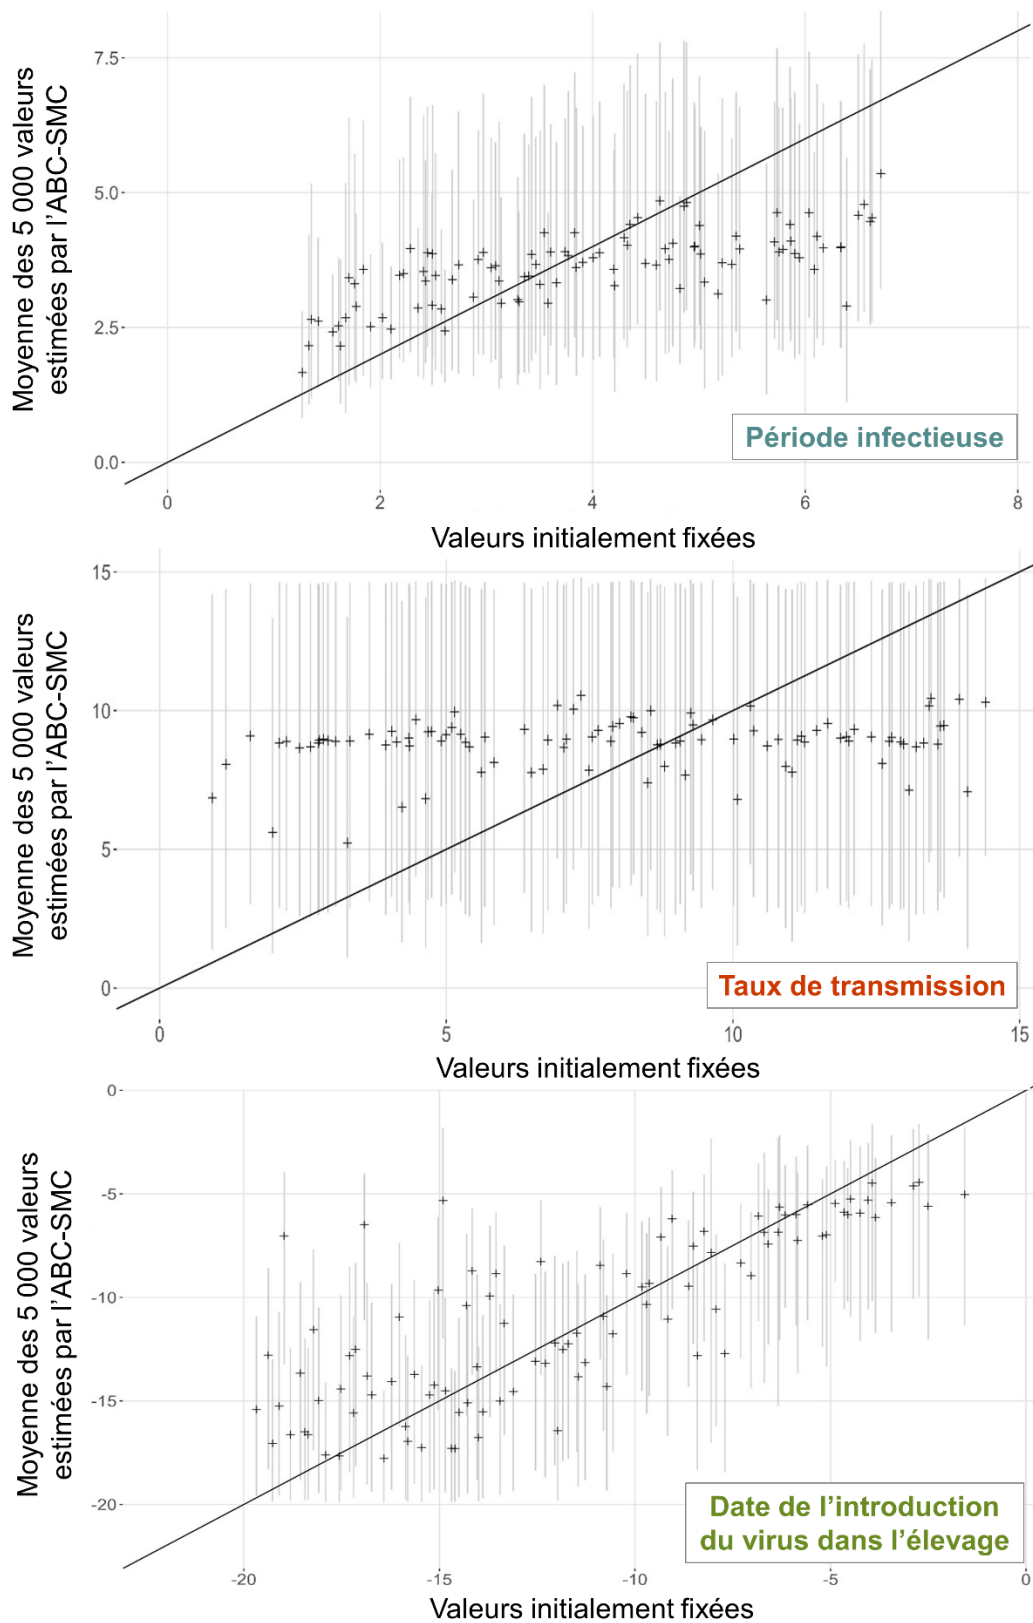 Moyenne des 5 000 valeurs
estimées par l'ABC-SMC
7.5
5.0
2.5
0.0
Période infectieuse
0 2 4 6 8
Valeurs initialement fixées
Moyenne des 5 000 valeurs
estimées par l'ABC-SMC
15
10
5
0
Taux de transmission
0 5 10 15
Valeurs initialement fixées
Moyenne des 5 000 valeurs
estimées par l'ABC-SMC
0
-5
-10
-15
-20
Date de l'introduction
du virus dans l'élevage
-20 -15 -10 -5 0
Valeurs initialement fixées